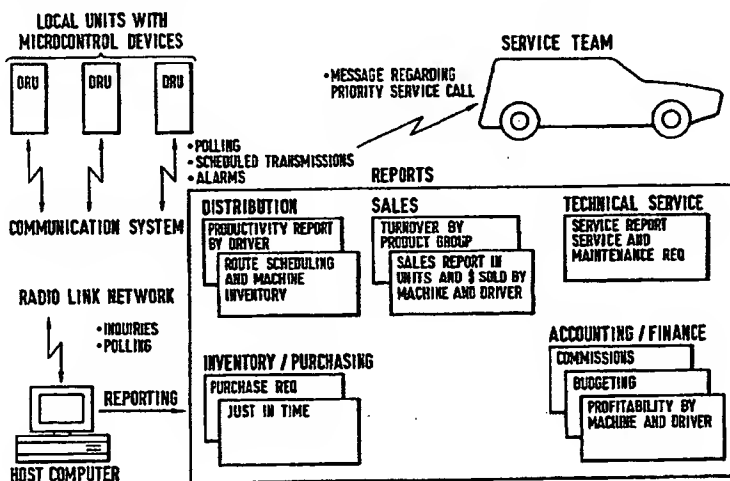 LOCAL UNITS WITH
MICROCONTROL DEVICES
DRU
DRU
DRU
SERVICE TEAM
•MESSAGE REGARDING
PRIORITY SERVICE CALL
•POLLING
•SCHEDULED TRANSMISSIONS
•ALARMS
COMMUNICATION SYSTEM
RADIO LINK NETWORK
•INQUIRIES
•POLLING
REPORTING
HOST COMPUTER
REPORTS
DISTRIBUTION
PRODUCTIVITY REPORT
BY DRIVER
ROUTE SCHEDULING
AND MACHINE
INVENTORY
SALES
TURNOVER BY
PRODUCT GROUP
SALES REPORT IN
UNITS AND $ SOLD BY
MACHINE AND DRIVER
TECHNICAL SERVICE
SERVICE REPORT
SERVICE AND
MAINTENANCE REQ
INVENTORY / PURCHASING
PURCHASE REQ
JUST IN TIME
ACCOUNTING / FINANCE
COMMISSIONS
BUDGETING
PROFITABILITY BY
MACHINE AND DRIVER